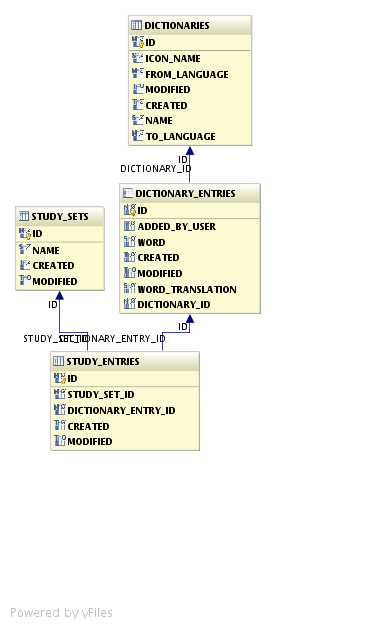 DICTIONARIES
ID
ICON_NAME
FROM_LANGUAGE
MODIFIED
CREATED
NAME
TO_LANGUAGE
ID
DICTIONARY_ID
DICTIONARY_ENTRIES
ID
ADDED_BY_USER
WORD
CREATED
MODIFIED
WORD_TRANSLATION
DICTIONARY_ID
STUDY_SETS
ID
NAME
CREATED
MODIFIED
ID
ID
STUDY_SET_ID
DICTIONARY_ENTRY_ID
STUDY_ENTRIES
ID
STUDY_SET_ID
DICTIONARY_ENTRY_ID
CREATED
MODIFIED
Powered by yFiles